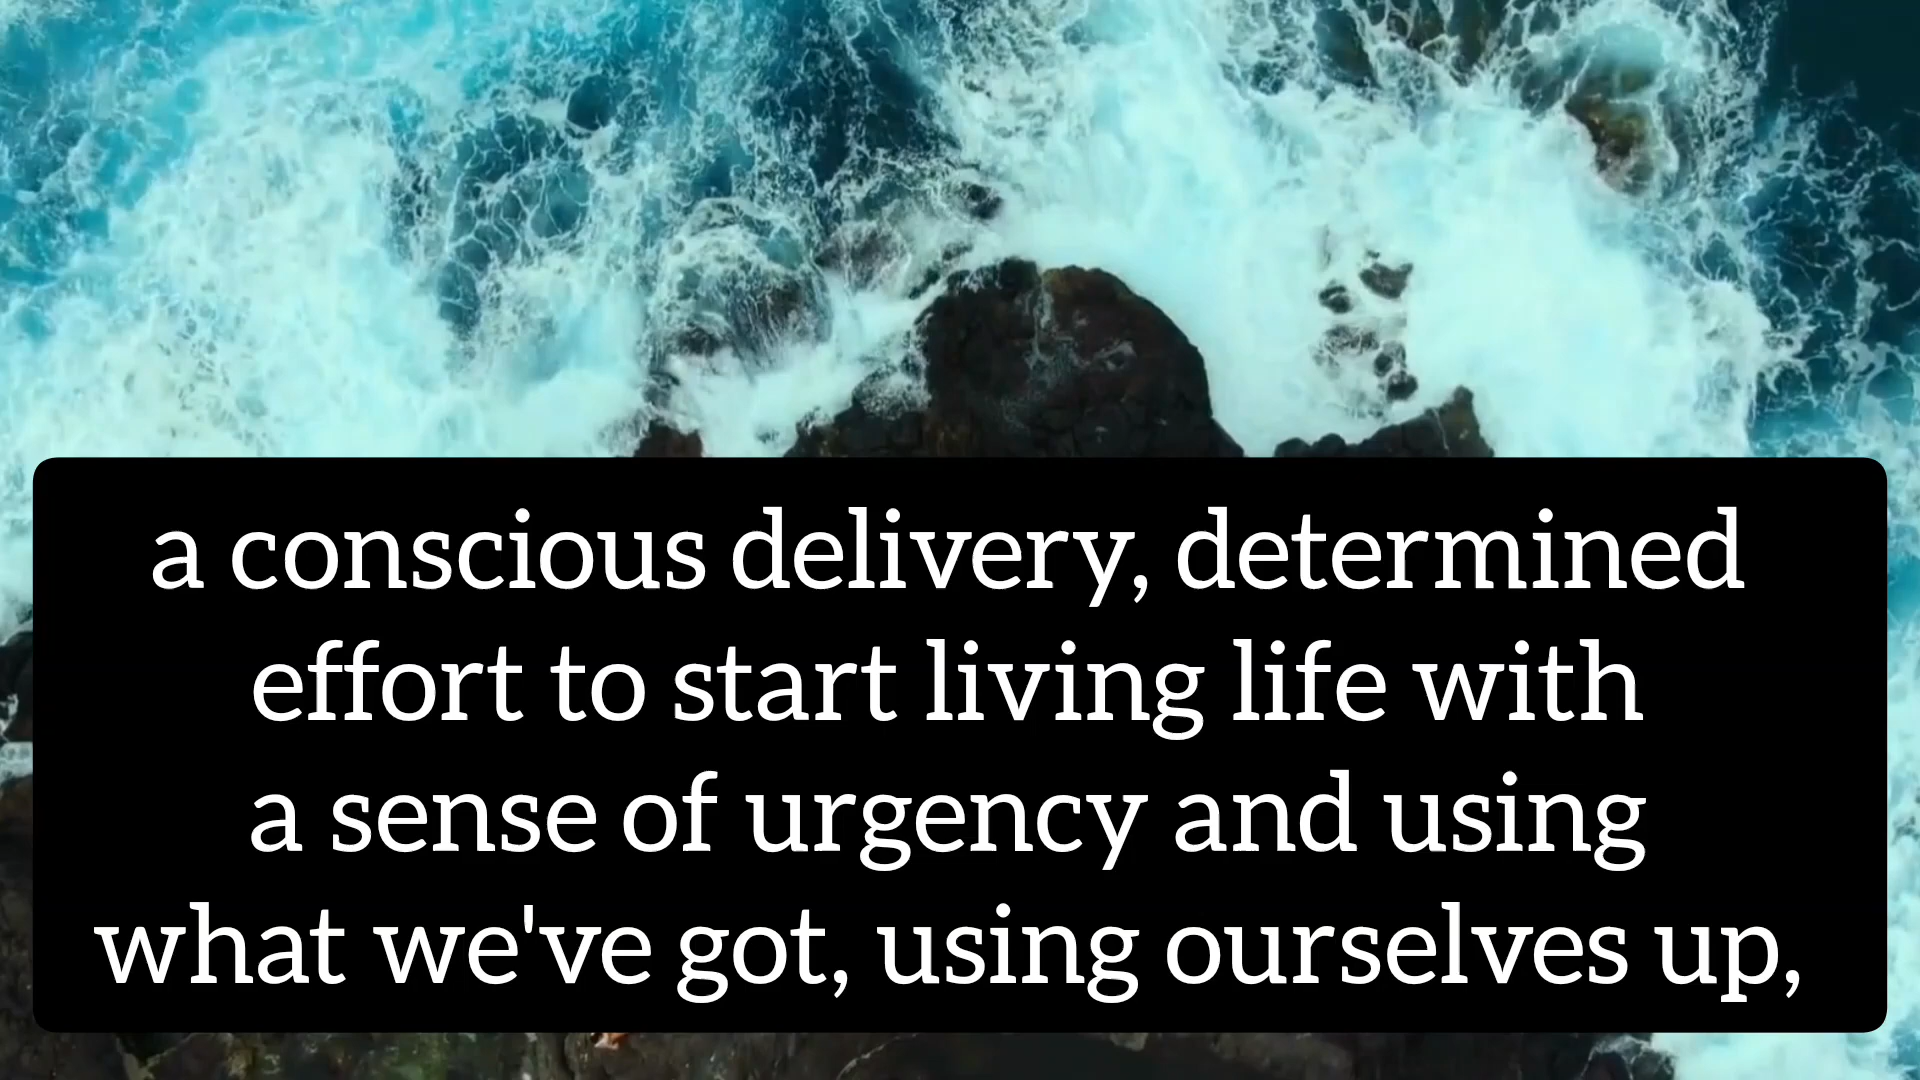 a conscious delivery, determined
effort to start living life with
a sense of urgency and using
what we've got, using ourselves up,